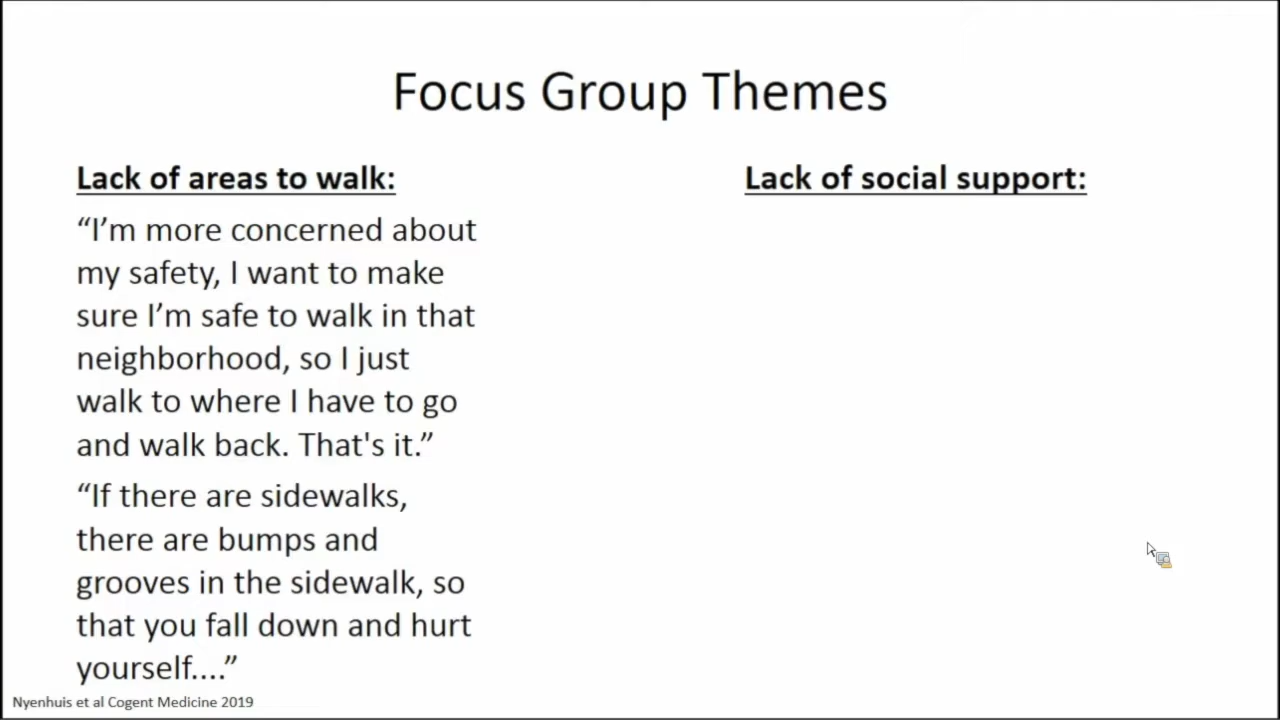 Focus Group Themes
Lack of areas to walk:
“I’m more concerned about
my safety, I want to make
sure I’m safe to walk in that
neighborhood, so I just
walk to where I have to go
and walk back. That's it.”
“If there are sidewalks,
there are bumps and
grooves in the sidewalk, so
that you fall down and hurt
yourself....”
Lack of social support:
Nyenhuis et al Cogent Medicine 2019